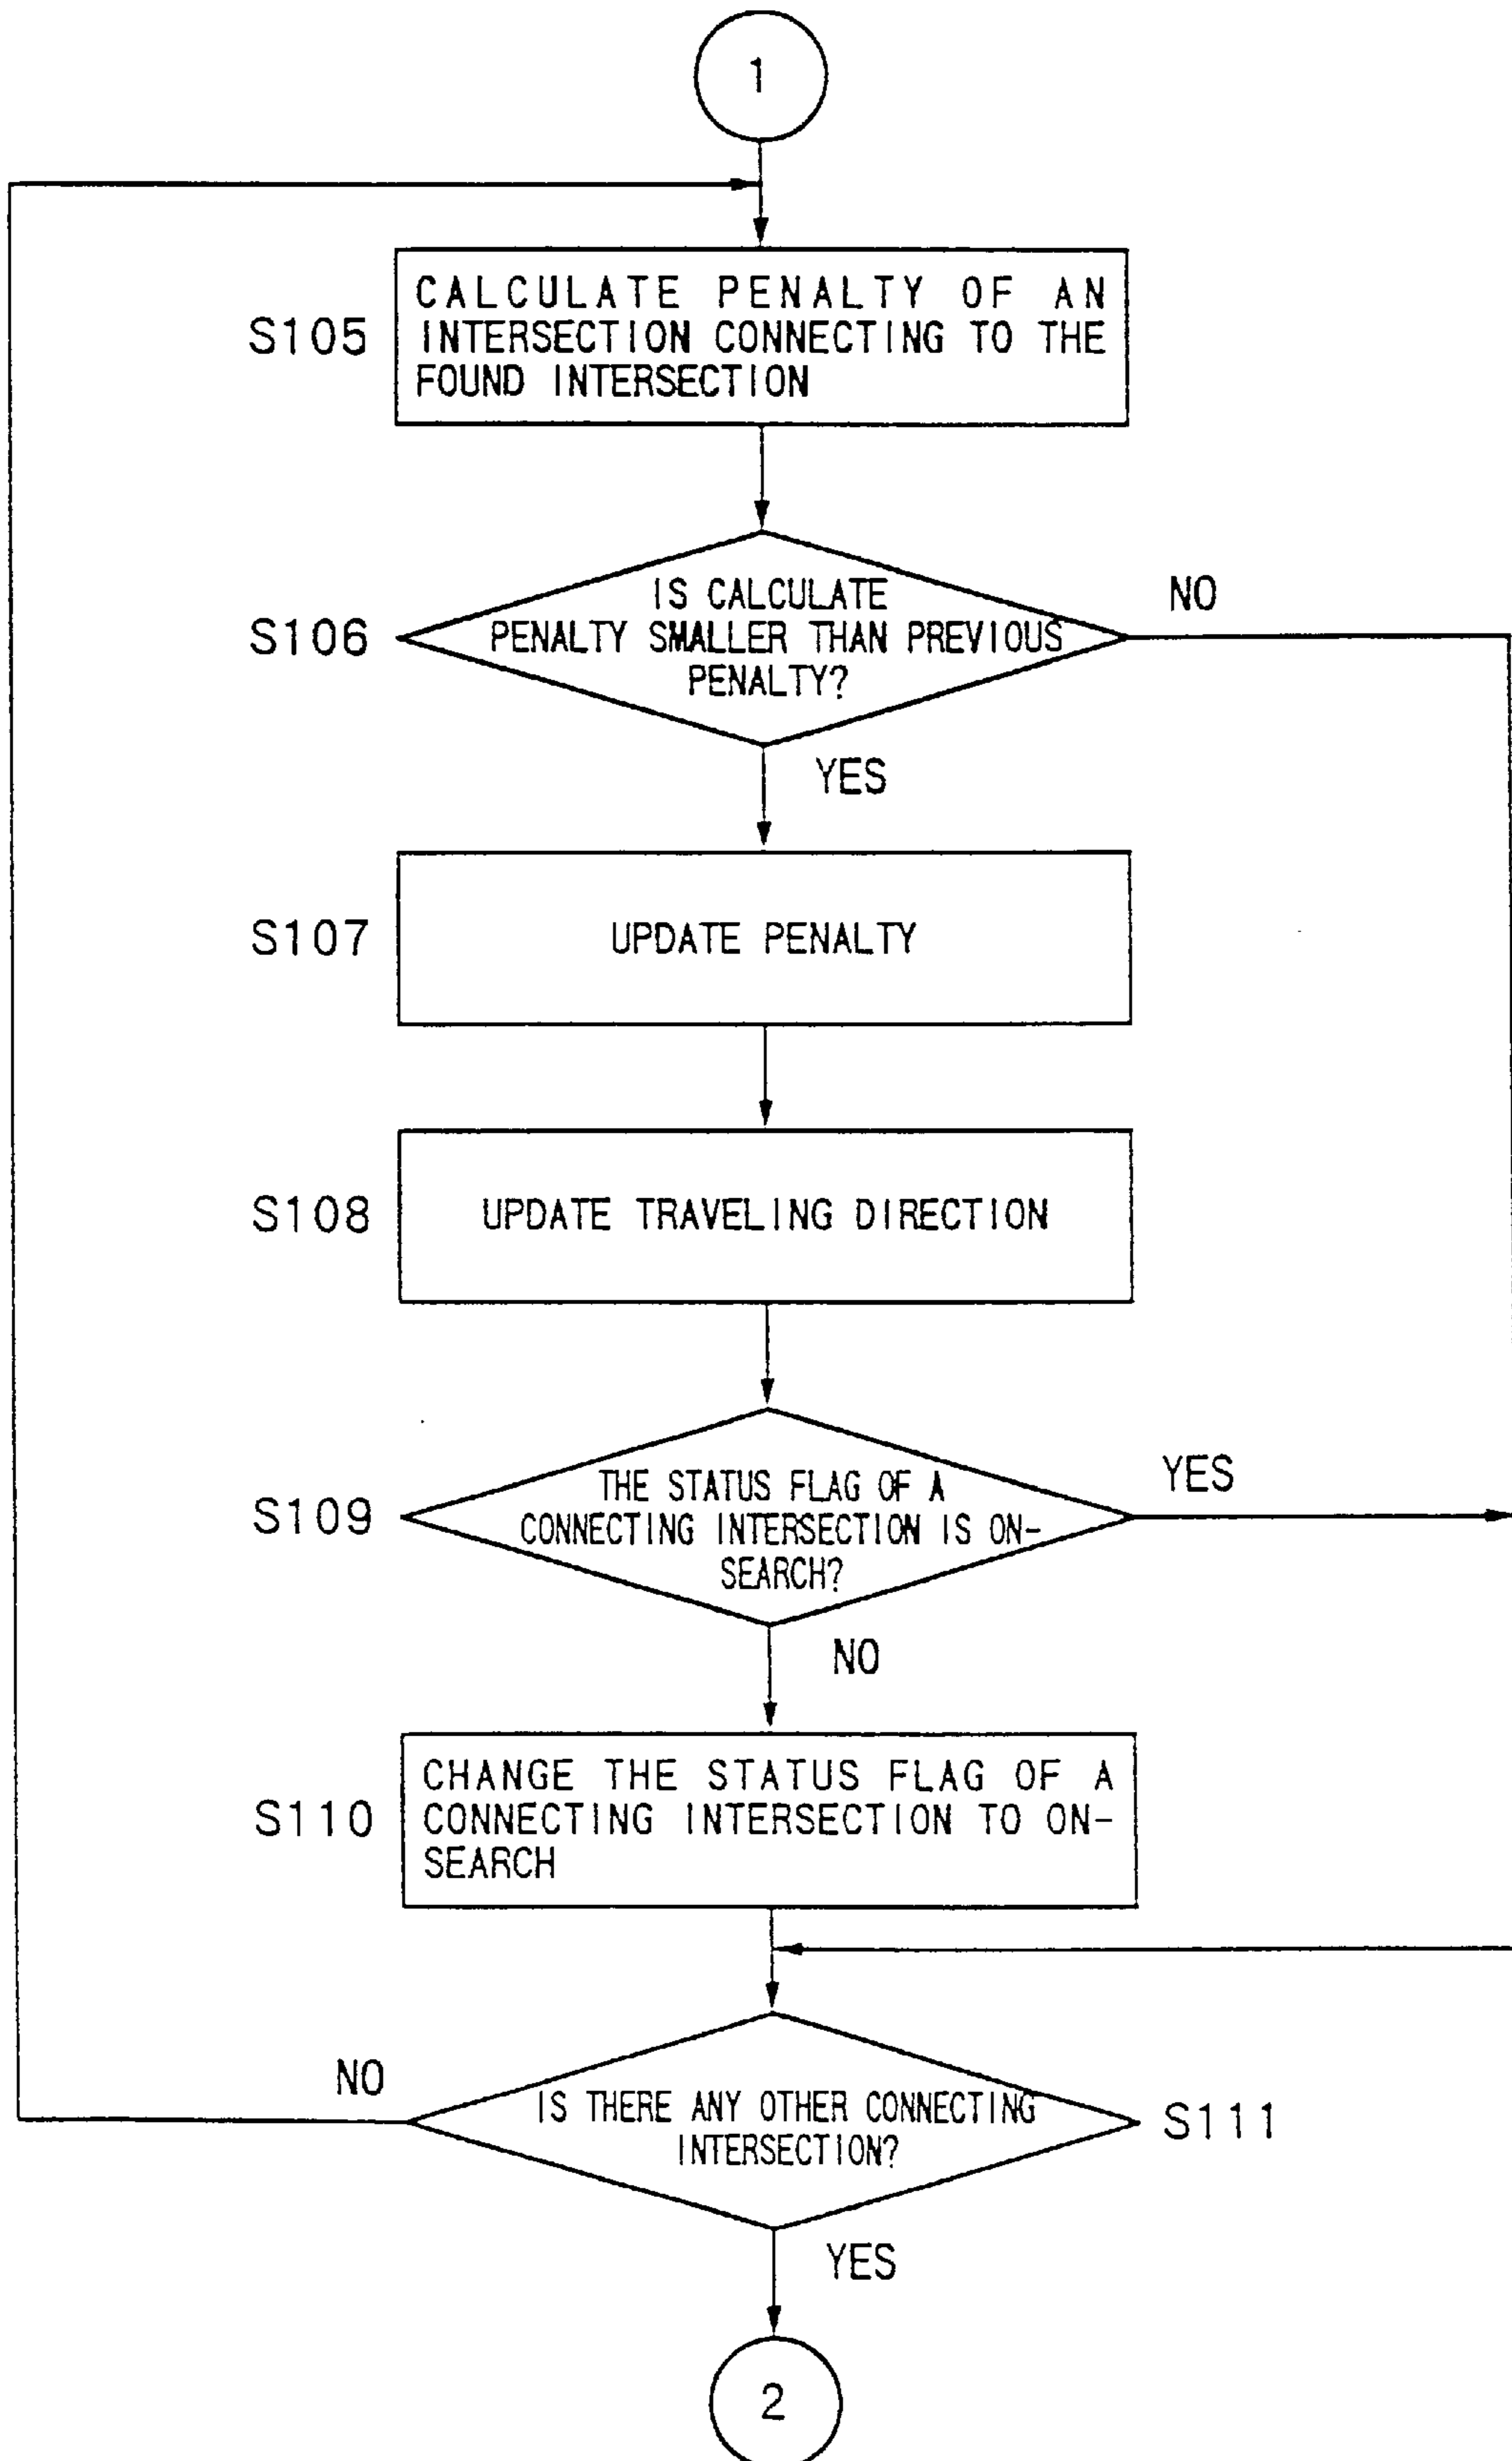 1
S105
CALCULATE PENALTY OF AN
INTERSECTION CONNECTING TO THE
FOUND INTERSECTION
S106
IS CALCULATE
PENALTY SMALLER THAN PREVIOUS
PENALTY?
NO
YES
S107
UPDATE PENALTY
S108
UPDATE TRAVELING DIRECTION
S109
THE STATUS FLAG OF A
CONNECTING INTERSECTION IS ON-
SEARCH?
YES
NO
S110
CHANGE THE STATUS FLAG OF A
CONNECTING INTERSECTION TO ON-
SEARCH
NO
IS THERE ANY OTHER CONNECTING
INTERSECTION?
S111
YES
2